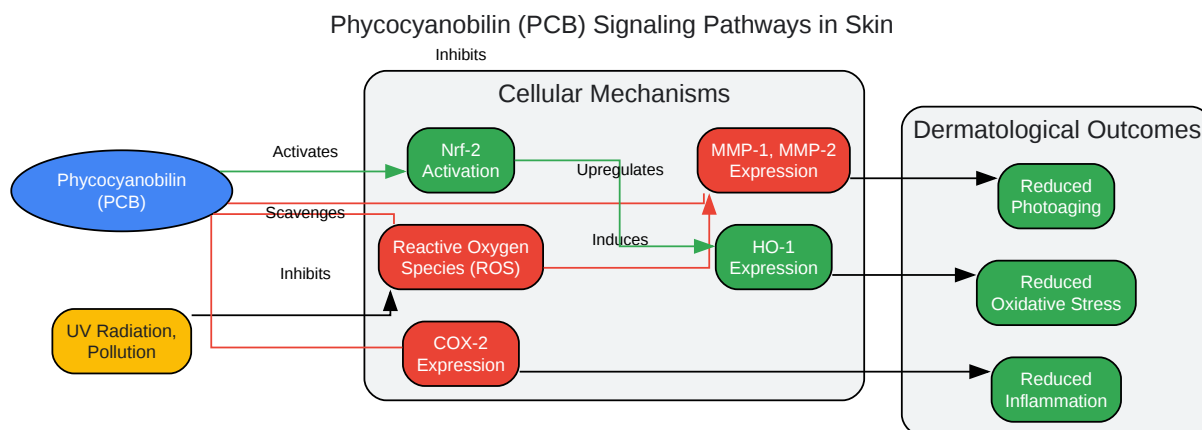 Phycocyanobilin (PCB) Signaling Pathways in Skin
Inhibits
Cellular Mechanisms
Dermatological Outcomes
Activates
Nrf-2
Activation
Upregulates
MMP-1, MMP-2
Expression
Phycocyanobilin
(PCB)
Reduced
Photoaging
Scavenges
Reactive Oxygen
Species (ROS)
Induces
HO-1
Expression
Inhibits
Reduced
Oxidative Stress
UV Radiation,
Pollution
COX-2
Expression
Reduced
Inflammation